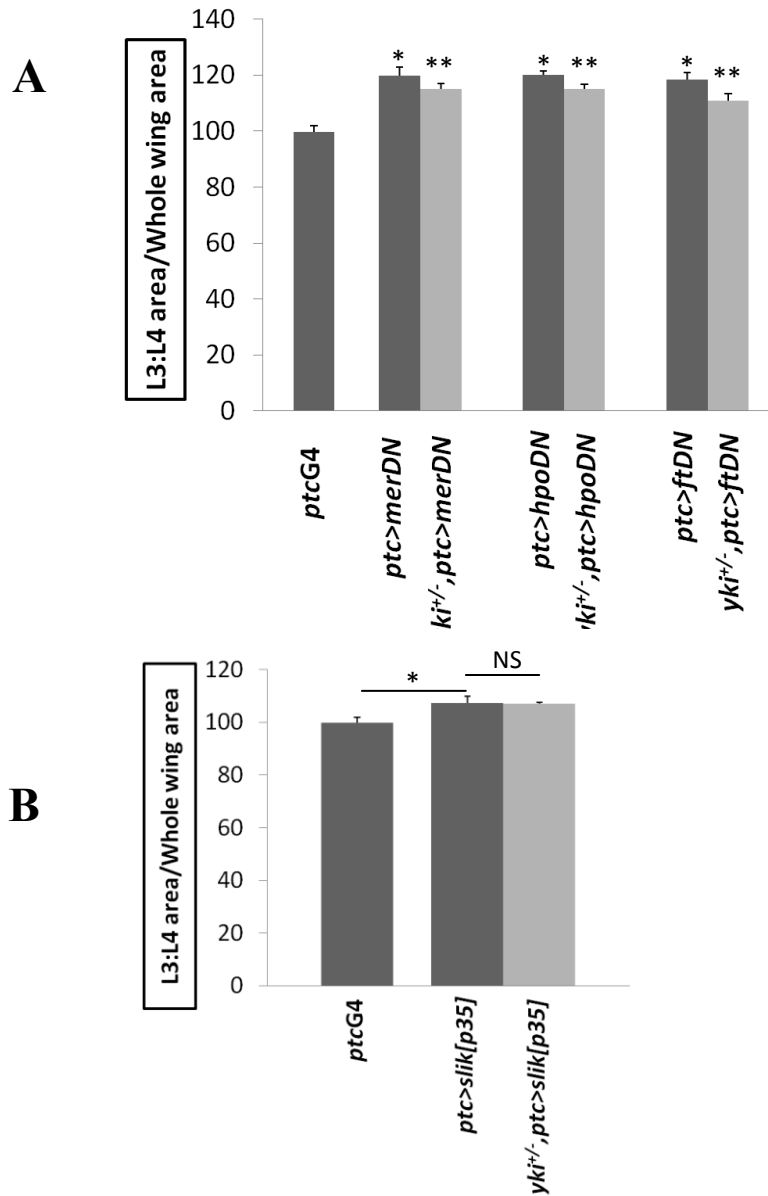 A
L3:L4 area/Whole wing area
140
120
100
80
60
40
20
0
* ** * ** * **
ptcG4
ptc>merDN
ki+/-,ptc>merDN
ptc>hpoDN
yki+/-,ptc>hpoDN
ptc>ftDN
yki+/-,ptc>ftDN
B
L3:L4 area/Whole wing area
120
100
80
60
40
20
0
*
NS
ptcG4
ptc>slik[p35]
yki+/-,ptc>slik[p35]